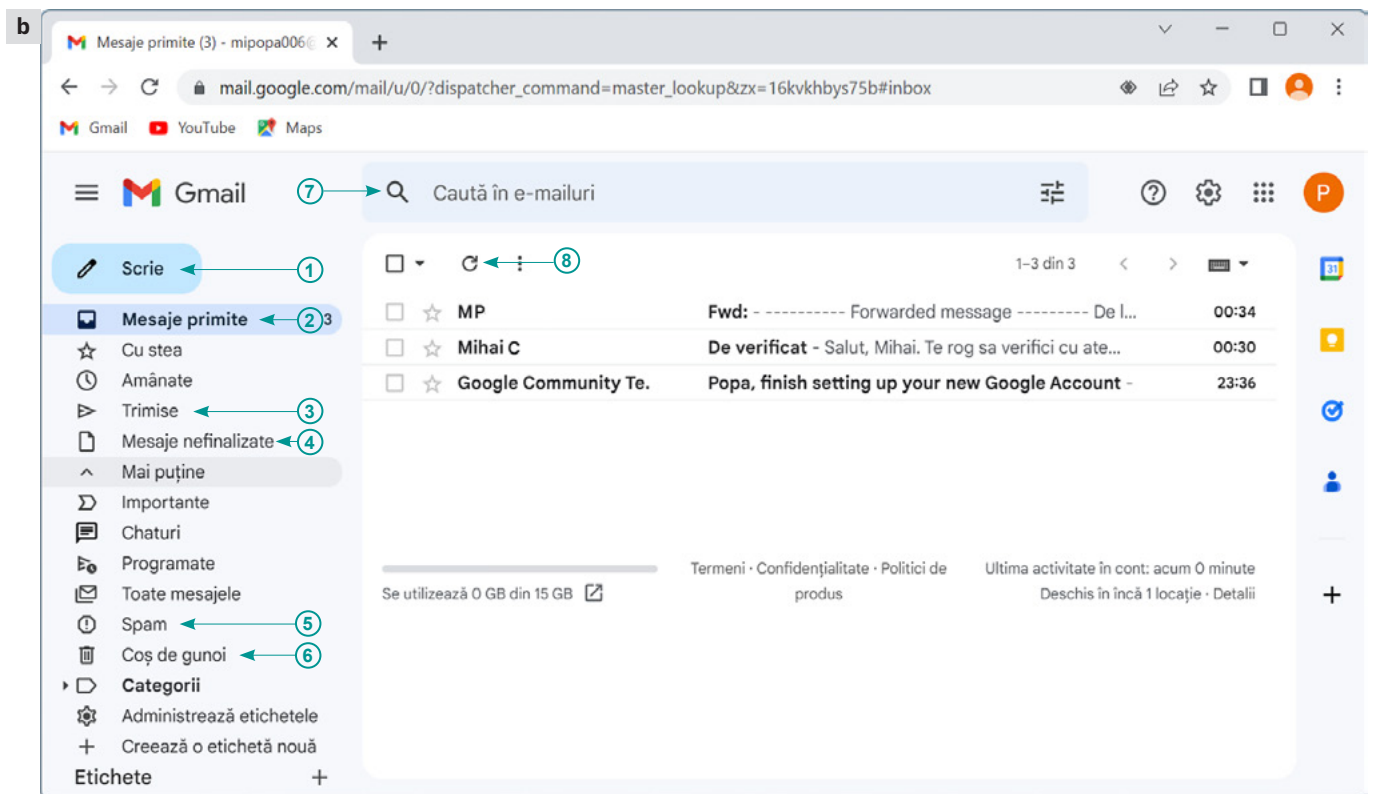 b
Mesaje primite (3) - mipopa006@
mail.google.com/mail/u/0/?dispatcher_command=master_lookup&zx=16kvkhbys75b#inbox
Gmail YouTube Maps
Gmail 7 Caută în e-mailuri P
Scrie 1
8 1–3 din 3 31
Mesaje primite 2 3
MP Fwd: - ----------- Forwarded message --------- De l... 00:34
Cu stea
Mihai C De verificat - Salut, Mihai. Te rog sa verifici cu ate... 00:30
Amânate
Google Community Te. Popa, finish setting up your new Google Account - 23:36
Trimise 3
Mesaje nefinalizate 4
Mai puține
Importante
Chaturi
Programate
Toate mesajele
Spam 5
Coș de gunoi 6
Categorii
Administrează etichetele
Creează o etichetă nouă
Etichete +
Se utilizează 0 GB din 15 GB
Termeni · Confidențialitate · Politici de
produs
Ultima activitate în cont: acum 0 minute
Deschis în încă 1 locație · Detalii